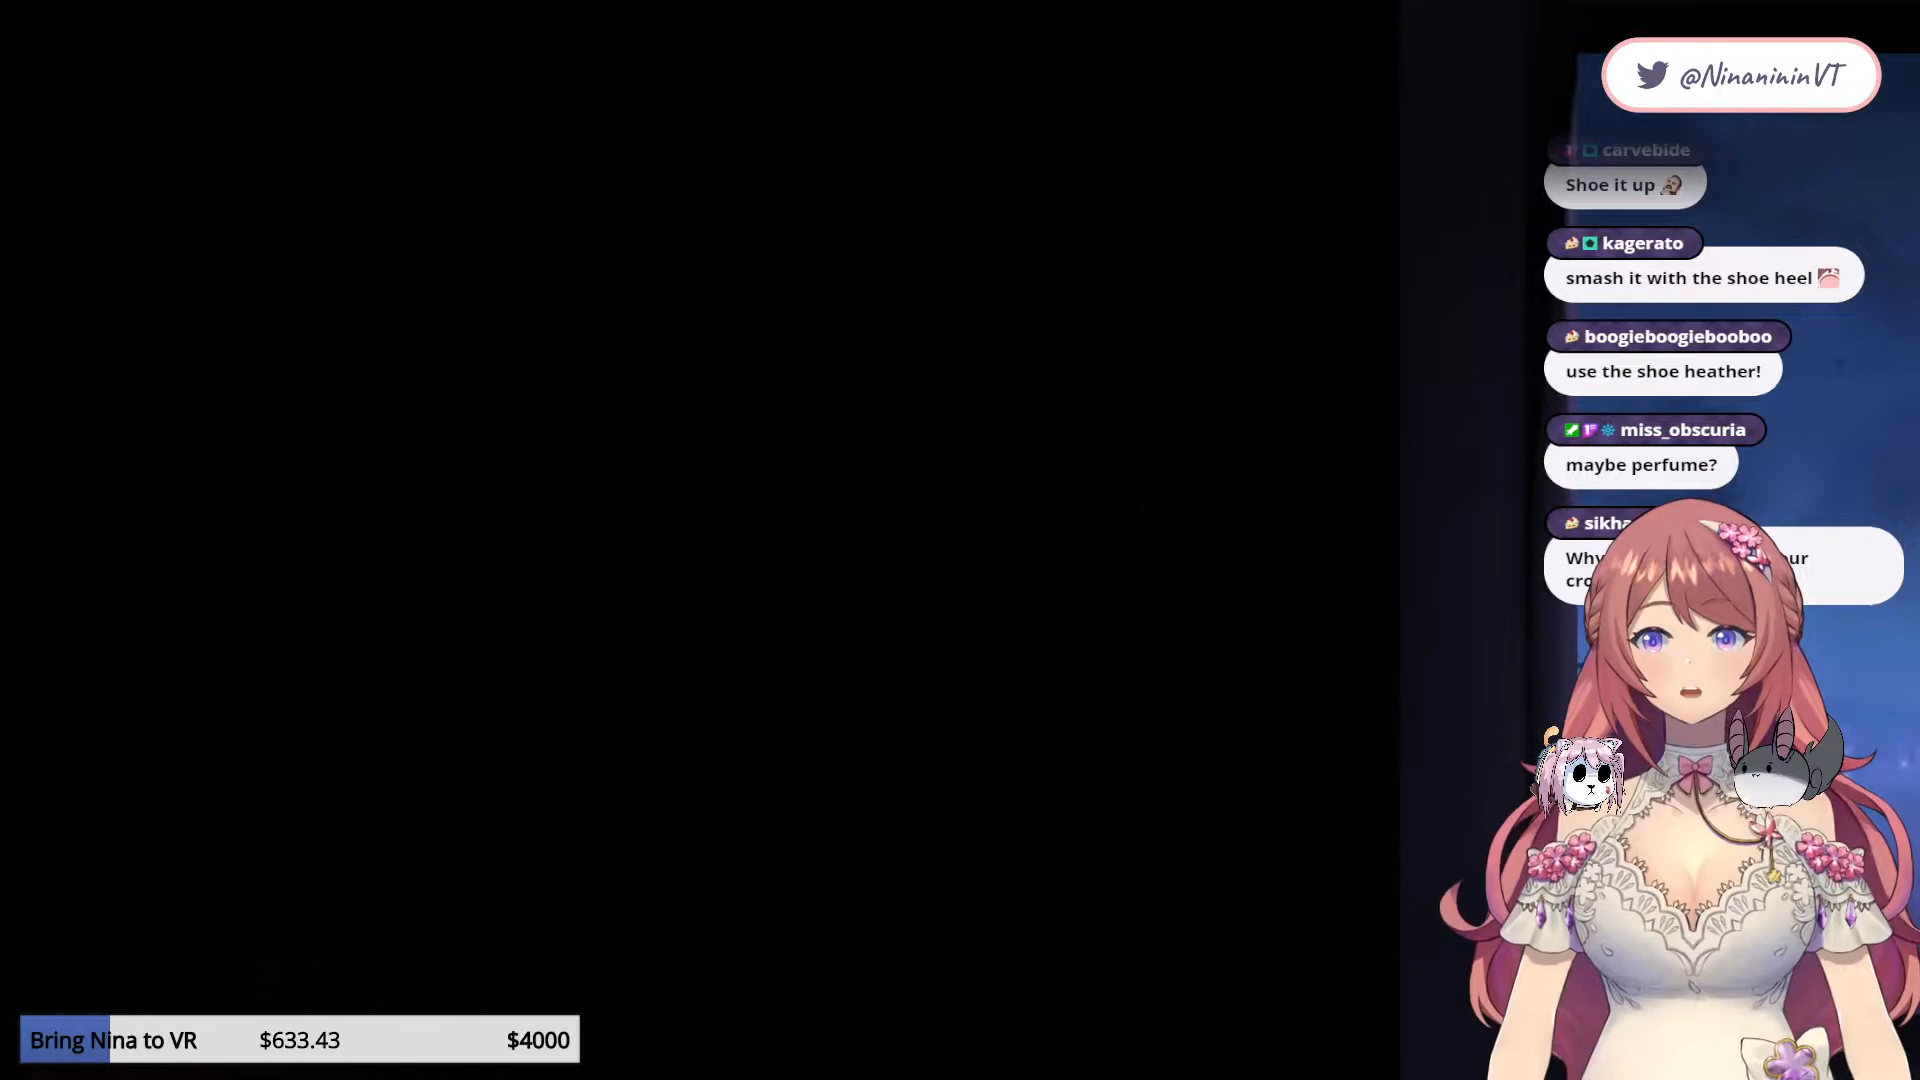 @NinanininVT
carvebide
Shoe it up
kagerato
smash it with the shoe heel
boogieboogiebooboo
use the shoe heather!
miss_obscuria
maybe perfume?
Why
Bring Nina to VR $633.43 $4000